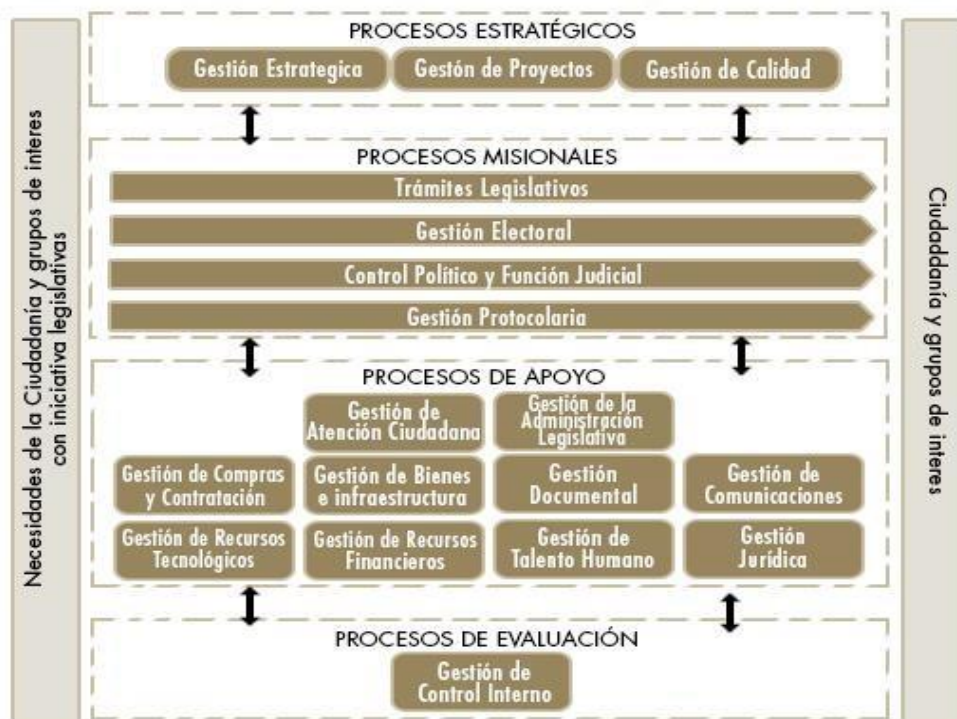 Necesidades de la Ciudadanía y grupos de interes
con iniciativa legislativas
PROCESOS ESTRATÉGICOS
Gestión Estrategica
Gestón de Proyectos
Gestión de Calidad
PROCESOS MISIONALES
Trámites Legislativos
Gestión Electoral
Control Político y Función Judicial
Gestión Protocolaria
PROCESOS DE APOYO
Gestión de
Atención Ciudadana
Gestión de la
Administración
Legislativa
Gestión de Compras
y Contratación
Gestión de Bienes
e infraestructura
Gestión
Documental
Gestión de
Comunicaciones
Gestión de Recursos
Tecnológicos
Gestión de Recursos
Financieros
Gestión de
Talento Humano
Gestión
Jurídica
PROCESOS DE EVALUACIÓN
Gestión de
Control Interno
Ciudaddanía y grupos de interes